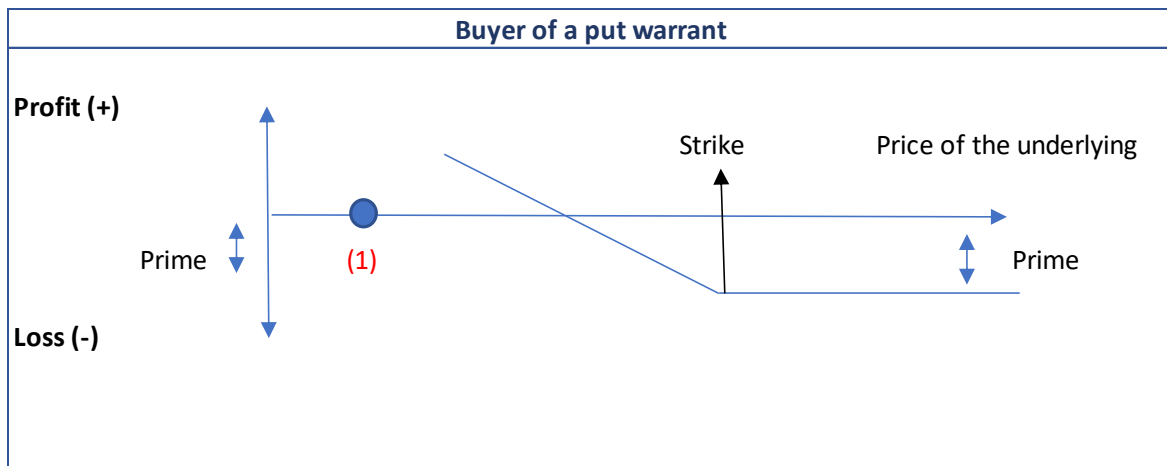 Buyer of a put warrant
Profit (+)
Strike
Price of the underlying
Prime
(1)
Prime
Loss (-)